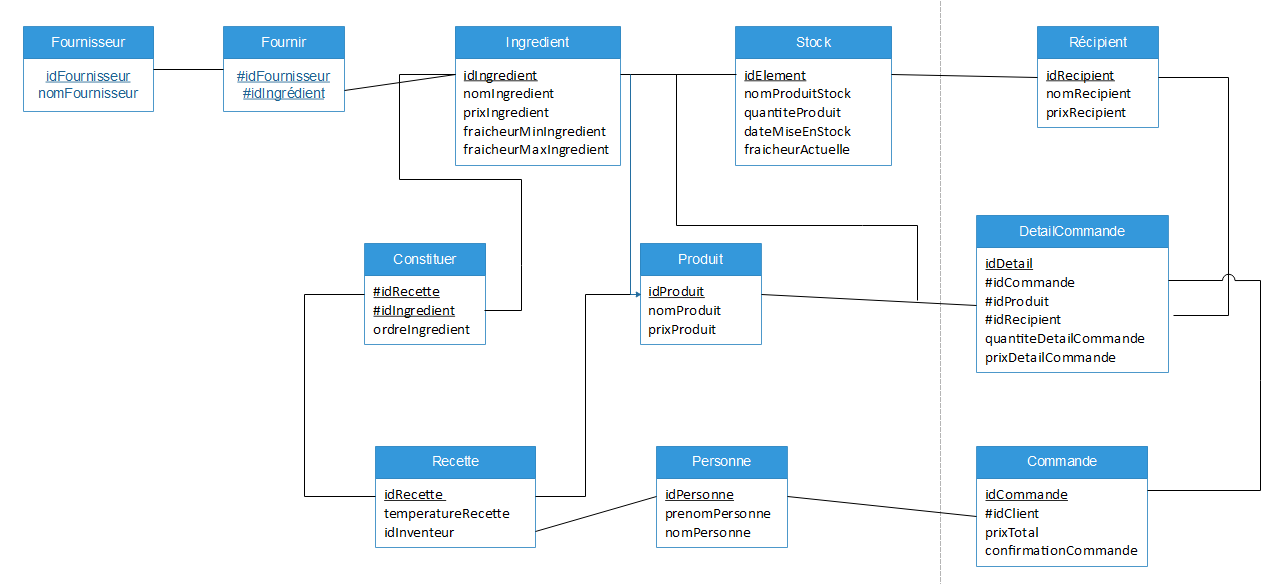 Fournisseur
idFournisseur
nomFournisseur
Fournir
#idFournisseur
#idIngrédient
Ingredient
idIngredient
nomIngredient
prixIngredient
fraicheurMinIngredient
fraicheurMaxIngredient
Stock
idElement
nomProduitStock
quantiteProduit
dateMiseEnStock
fraicheurActuelle
Récipient
idRecipient
nomRecipient
prixRecipient
Constituer
#idRecette
#idIngredient
ordreIngredient
Produit
idProduit
nomProduit
prixProduit
DetailCommande
idDetail
#idCommande
#idProduit
#idRecipient
quantiteDetailCommande
prixDetailCommande
Recette
idRecette
temperatureRecette
idInventeur
Personne
idPersonne
prenomPersonne
nomPersonne
Commande
idCommande
#idClient
prixTotal
confirmationCommande